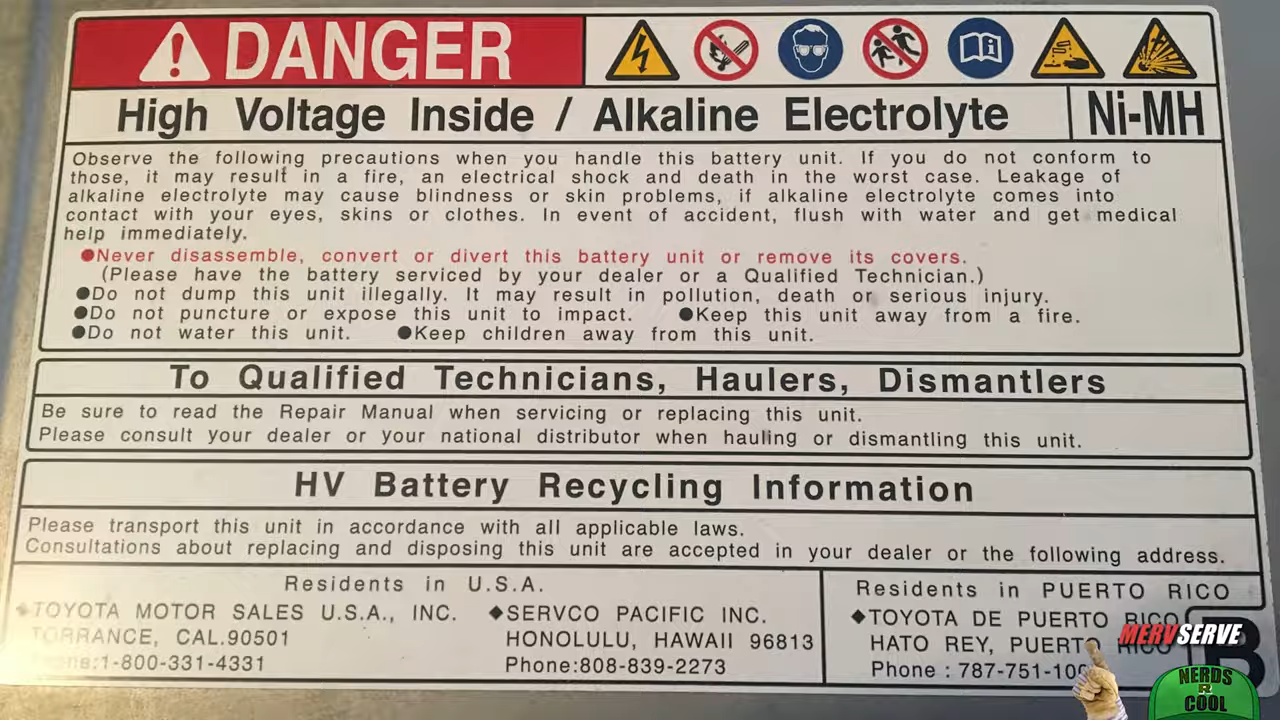 DANGER
High Voltage Inside / Alkaline Electrolyte
Ni-MH
Observe the following precautions when you handle this battery unit. If you do not conform to
those, it may result in a fire, an electrical shock and death in the worst case. Leakage of
alkaline electrolyte may cause blindness or skin problems, if alkaline electrolyte comes into
contact with your eyes, skins or clothes. In event of accident, flush with water and get medical
help immediately.
●Never disassemble, convert or divert this battery unit or remove its covers.
(Please have the battery serviced by your dealer or a Qualified Technician.)
●Do not dump this unit illegally. It may result in pollution, death or serious injury.
●Do not puncture or expose this unit to impact. ●Keep this unit away from a fire.
●Do not water this unit. ●Keep children away from this unit.
To Qualified Technicians, Haulers, Dismantlers
Be sure to read the Repair Manual when servicing or replacing this unit.
Please consult your dealer or your national distributor when hauling or dismantling this unit.
HV Battery Recycling Information
Please transport this unit in accordance with all applicable laws.
Consultations about replacing and disposing this unit are accepted in your dealer or the following address.
Residents in U.S.A.
◆TOYOTA MOTOR SALES U.S.A., INC.
TORRANCE, CAL.90501
Phone:1-800-331-4331
◆SERVCO PACIFIC INC.
HONOLULU, HAWAII 96813
Phone:808-839-2273
Residents in PUERTO RICO
◆TOYOTA DE PUERTO RICO
HATO REY, PUERTO RICO
Phone : 787-751-10
B
MERVSERVE
NERDS
R
COOL